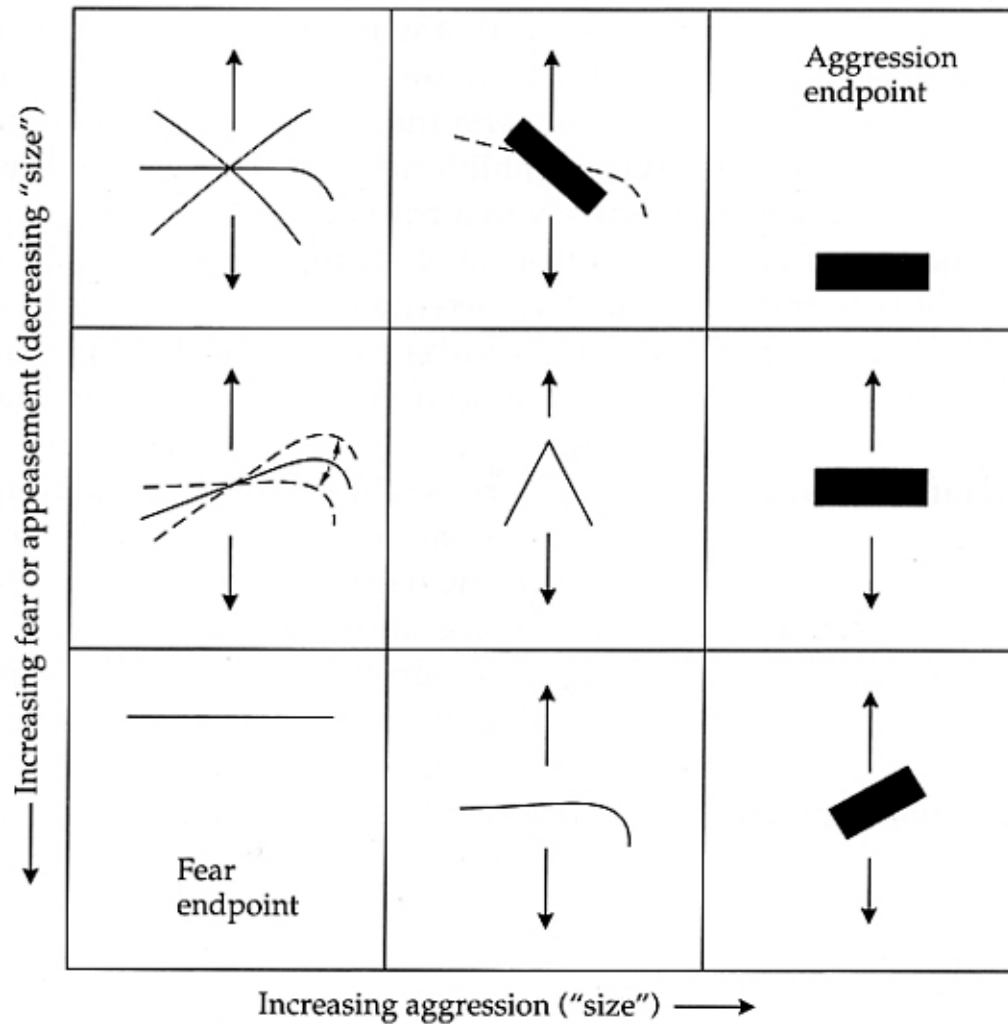 Aggression
endpoint
Increasing fear or appeasement (decreasing “size”)
Fear
endpoint
Increasing aggression (“size”)